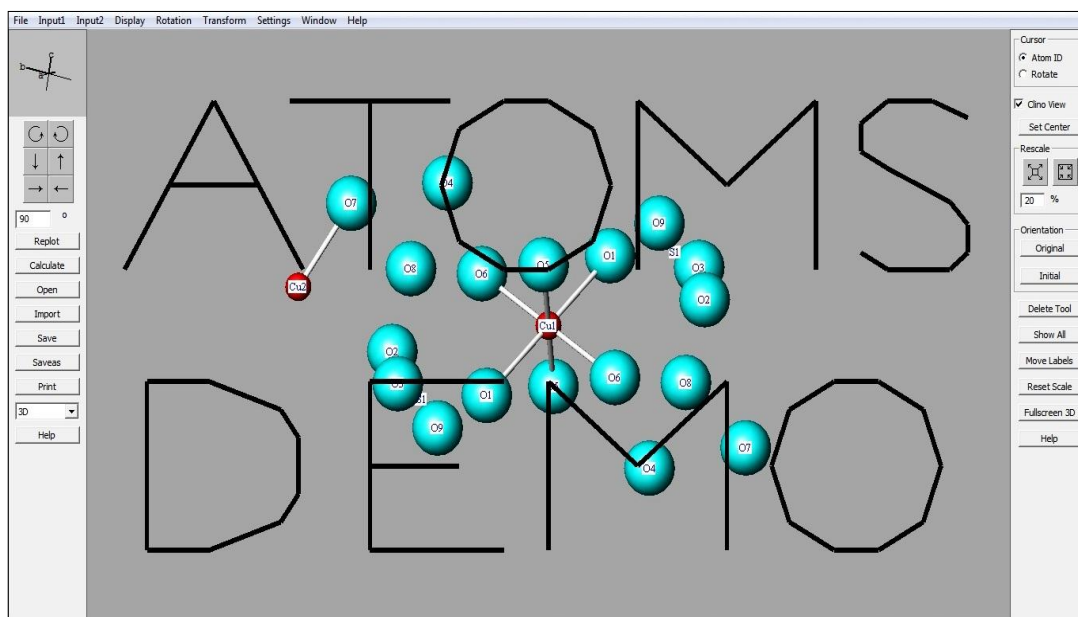 File Input1 Input2 Display Rotation Transform Settings Window Help
c
b
a
90 o
Replot
Calculate
Open
Import
Save
Saveas
Print
3D
Help
ATOMS
O4
O7
O9
O1
S1
O5
O3
O8
O6
Cu2
O2
Cu1
O2
O6
O8
O3
O1
S1
O9
O7
O4
DEMO
Cursor
Atom ID
Rotate
Clino View
Set Center
Rescale
20 %
Orientation
Original
Initial
Delete Tool
Show All
Move Labels
Reset Scale
Fullscreen 3D
Help